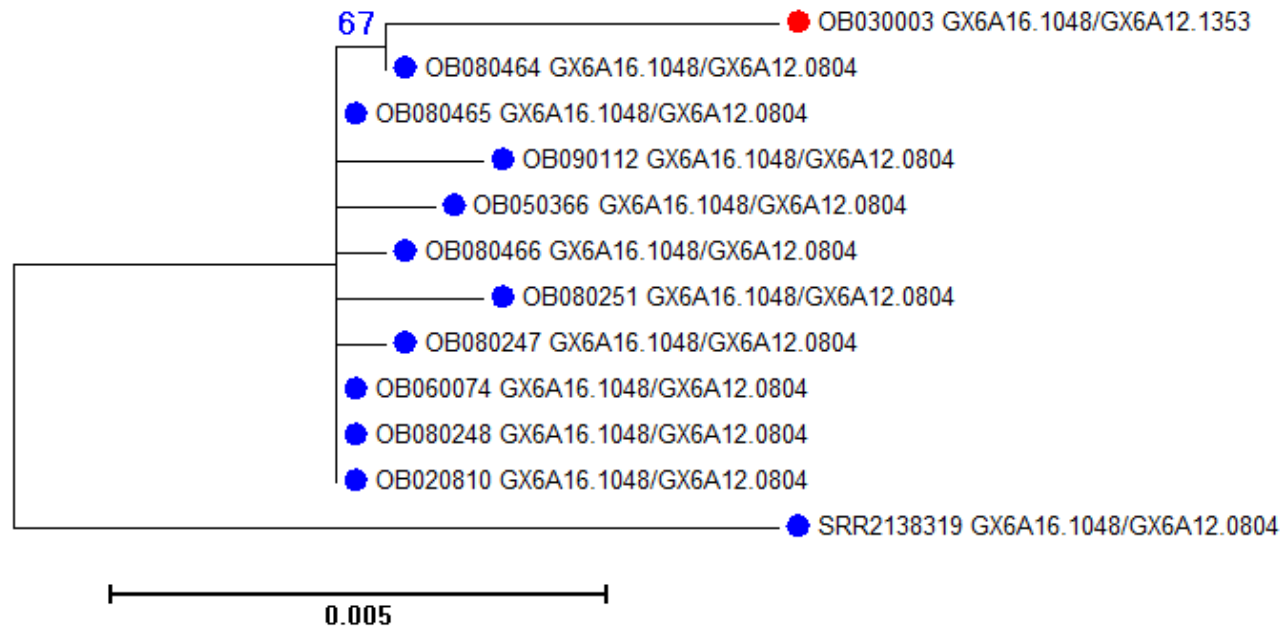 67
OB030003 GX6A16.1048/GX6A12.1353
OB080464 GX6A16.1048/GX6A12.0804
OB080465 GX6A16.1048/GX6A12.0804
OB090112 GX6A16.1048/GX6A12.0804
OB050366 GX6A16.1048/GX6A12.0804
OB080466 GX6A16.1048/GX6A12.0804
OB080251 GX6A16.1048/GX6A12.0804
OB080247 GX6A16.1048/GX6A12.0804
OB060074 GX6A16.1048/GX6A12.0804
OB080248 GX6A16.1048/GX6A12.0804
OB020810 GX6A16.1048/GX6A12.0804
SRR2138319 GX6A16.1048/GX6A12.0804
0.005